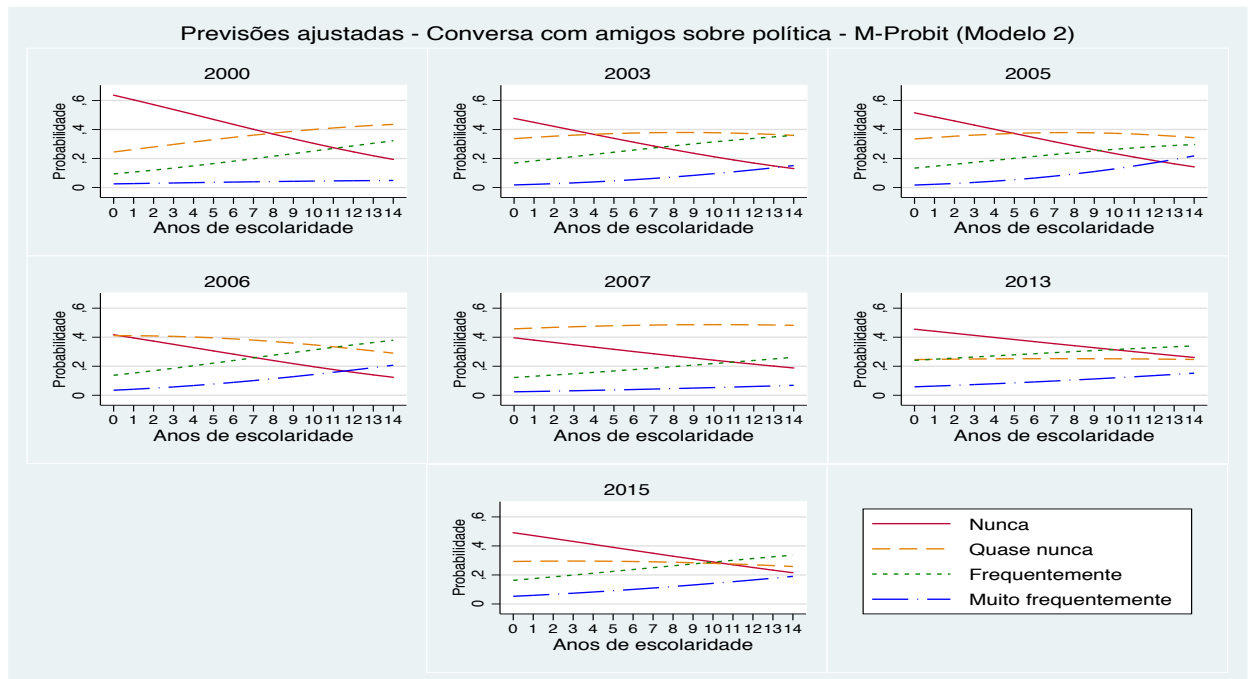 Previsões ajustadas - Conversa com amigos sobre política - M-Probit (Modelo 2)
2000
Probabilidade
0 ,2 ,4 ,6
0 1 2 3 4 5 6 7 8 9 10 11 12 13 14
Anos de escolaridade
2003
Probabilidade
0 ,2 ,4 ,6
0 1 2 3 4 5 6 7 8 9 10 11 12 13 14
Anos de escolaridade
2005
Probabilidade
0 ,2 ,4 ,6
0 1 2 3 4 5 6 7 8 9 10 11 12 13 14
Anos de escolaridade
2006
Probabilidade
0 ,2 ,4 ,6
0 1 2 3 4 5 6 7 8 9 10 11 12 13 14
Anos de escolaridade
2007
Probabilidade
0 ,2 ,4 ,6
0 1 2 3 4 5 6 7 8 9 10 11 12 13 14
Anos de escolaridade
2013
Probabilidade
0 ,2 ,4 ,6
0 1 2 3 4 5 6 7 8 9 10 11 12 13 14
Anos de escolaridade
2015
Probabilidade
0 ,2 ,4 ,6
0 1 2 3 4 5 6 7 8 9 10 11 12 13 14
Anos de escolaridade
Nunca
Quase nunca
Frequentemente
Muito frequentemente